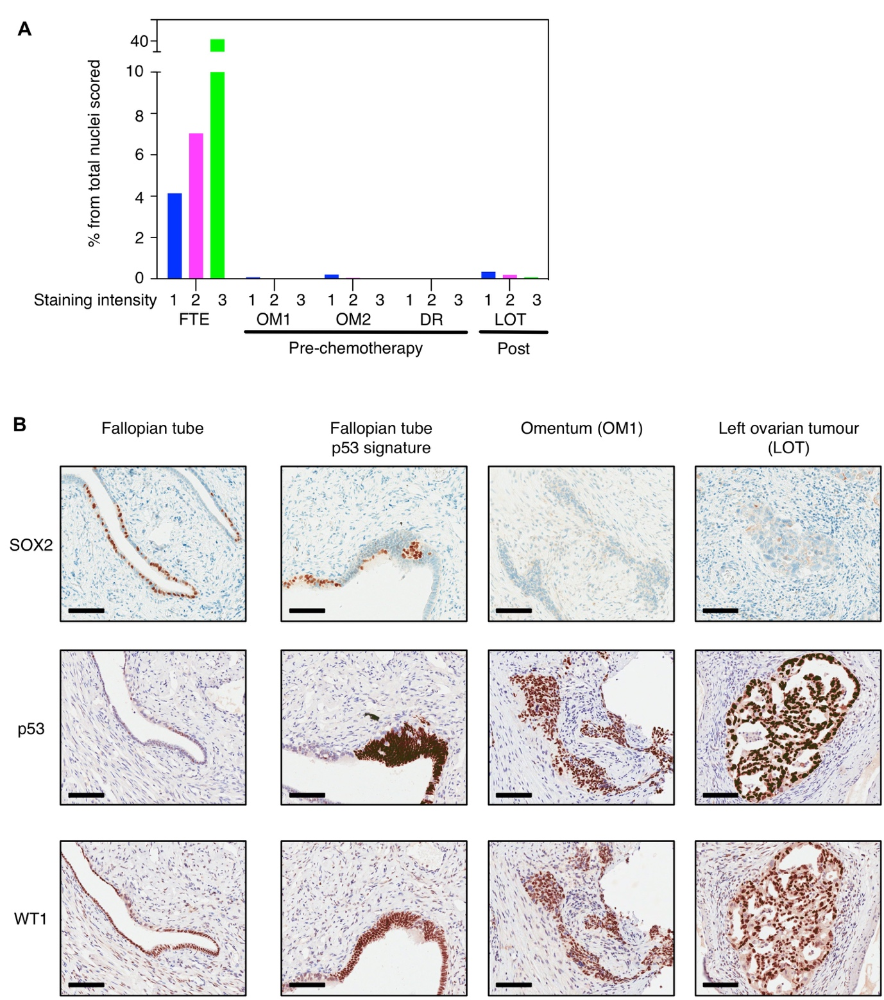 A
% from total nuclei scored
40
10
8
6
4
2
0
Staining intensity 1 2 3 1 2 3 1 2 3 1 2 3 1 2 3
FTE OM1 OM2 DR LOT
Pre-chemotherapy Post
B
Fallopian tube
Fallopian tube
p53 signature
Omentum (OM1)
Left ovarian tumour
(LOT)
SOX2
p53
WT1